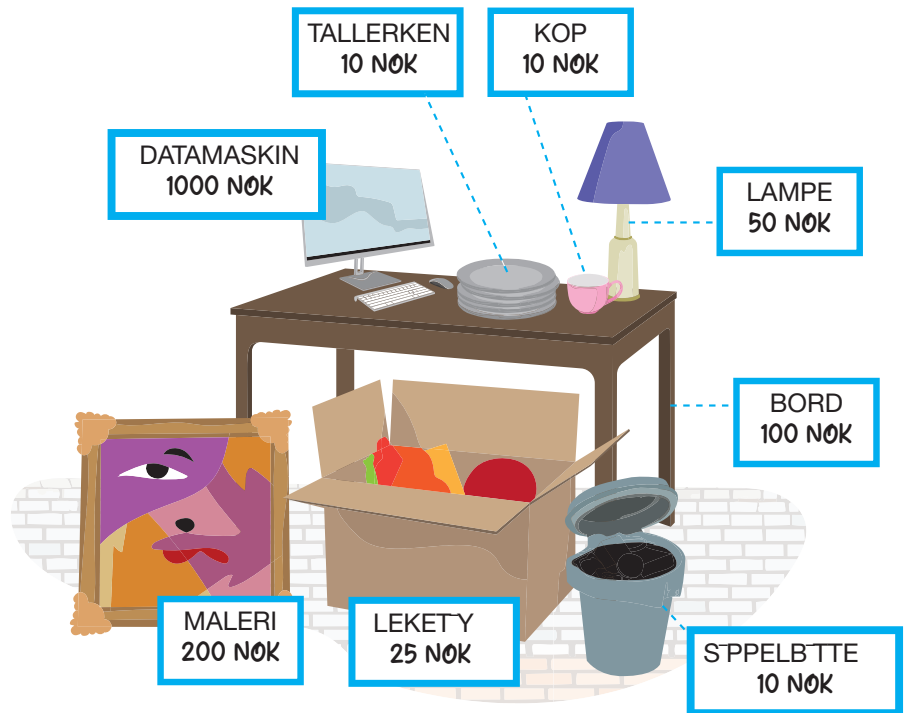 TALLERKEN
10 NOK
KOP
10 NOK
DATAMASKIN
1000 NOK
LAMPE
50 NOK
BORD
100 NOK
MALERI
200 NOK
LEKET¯Y
25 NOK
S¯PPELB¯TTE
10 NOK